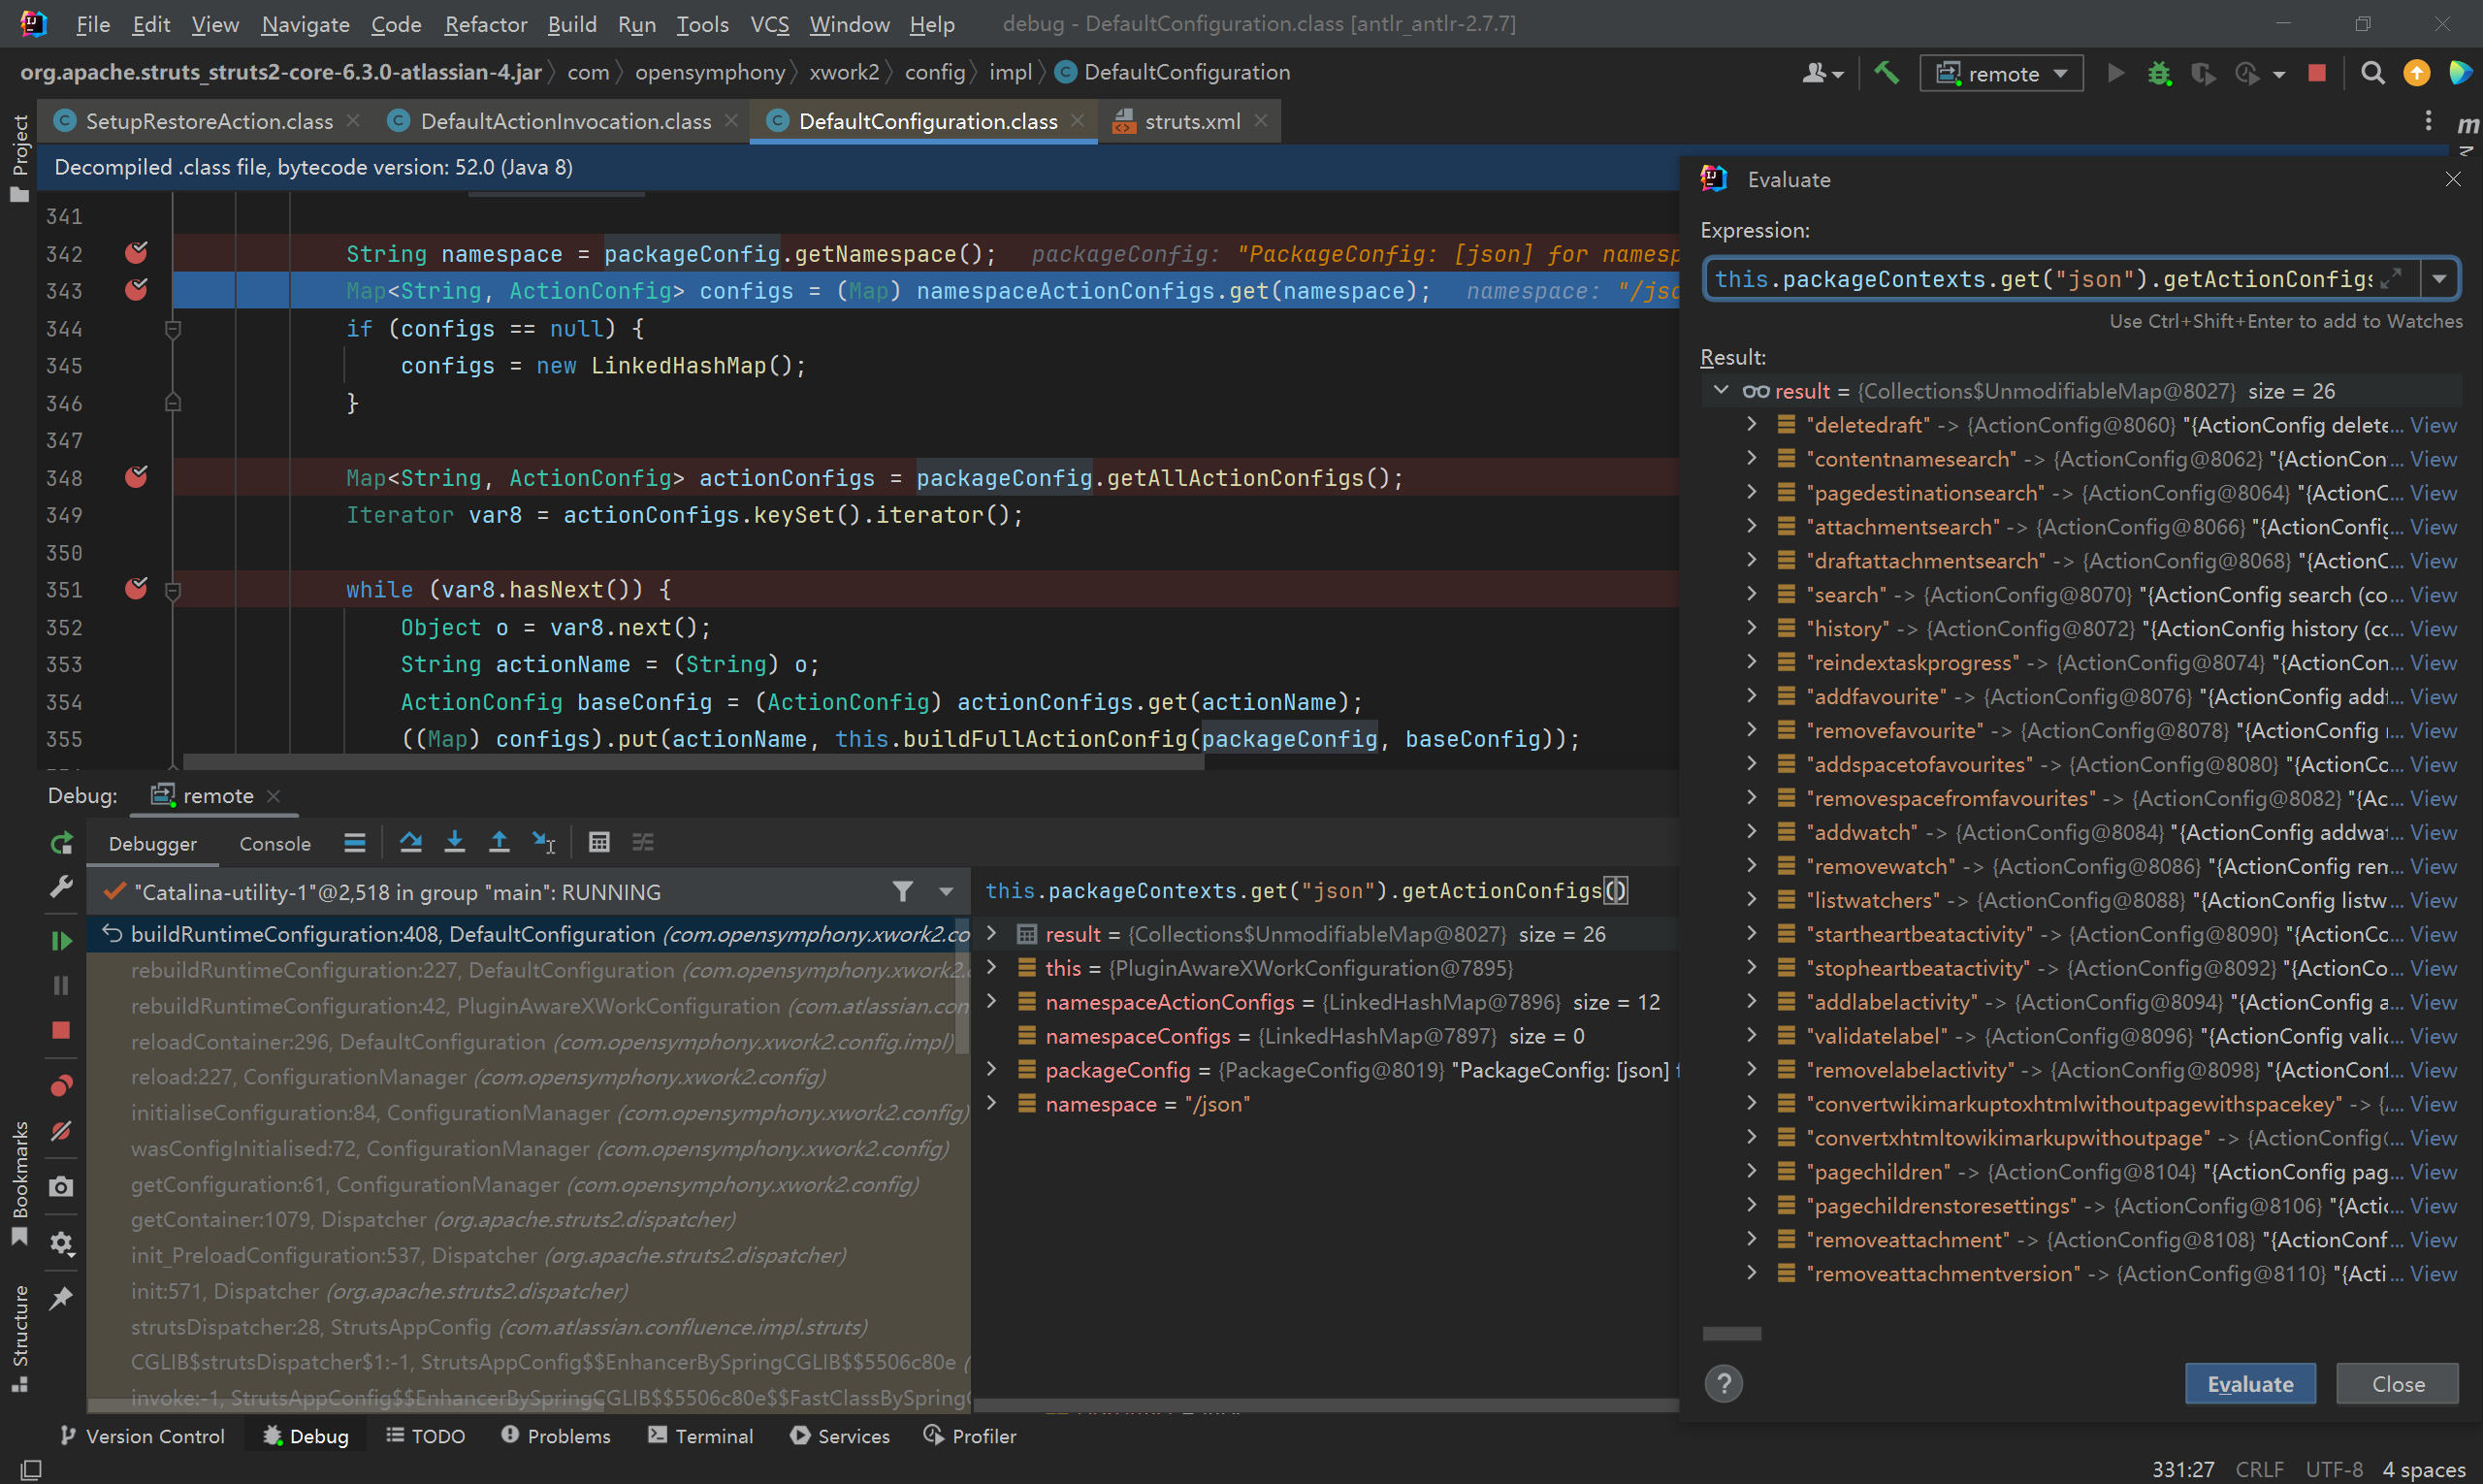 File Edit View Navigate Code Refactor Build Run Tools VCS Window Help debug - DefaultConfiguration.class [antlr_antlr-2.7.7]
org.apache.struts_struts2-core-6.3.0-atlassian-4.jar com opensymphony xwork2 config impl DefaultConfiguration remote
SetupRestoreAction.class DefaultActionInvocation.class DefaultConfiguration.class struts.xml
Project
Decompiled .class file, bytecode version: 52.0 (Java 8)
341
342 String namespace = packageConfig.getNamespace(); packageConfig: "PackageConfig: [json] for namesp
343 Map<String, ActionConfig> configs = (Map) namespaceActionConfigs.get(namespace); namespace: "/jso
344 if (configs == null) {
345 configs = new LinkedHashMap();
346 }
347
348 Map<String, ActionConfig> actionConfigs = packageConfig.getAllActionConfigs();
349 Iterator var8 = actionConfigs.keySet().iterator();
350
351 while (var8.hasNext()) {
352 Object o = var8.next();
353 String actionName = (String) o;
354 ActionConfig baseConfig = (ActionConfig) actionConfigs.get(actionName);
355 ((Map) configs).put(actionName, this.buildFullActionConfig(packageConfig, baseConfig));
Debug: remote
Debugger Console
"Catalina-utility-1"@2,518 in group "main": RUNNING
buildRuntimeConfiguration:408, DefaultConfiguration (com.opensymphony.xwork2.co
rebuildRuntimeConfiguration:227, DefaultConfiguration (com.opensymphony.xwork2.
rebuildRuntimeConfiguration:42, PluginAwareXWorkConfiguration (com.atlassian.con
reloadContainer:296, DefaultConfiguration (com.opensymphony.xwork2.config.impl)
reload:227, ConfigurationManager (com.opensymphony.xwork2.config)
initialiseConfiguration:84, ConfigurationManager (com.opensymphony.xwork2.config)
wasConfigInitialised:72, ConfigurationManager (com.opensymphony.xwork2.config)
getConfiguration:61, ConfigurationManager (com.opensymphony.xwork2.config)
getContainer:1079, Dispatcher (org.apache.struts2.dispatcher)
init_PreloadConfiguration:537, Dispatcher (org.apache.struts2.dispatcher)
init:571, Dispatcher (org.apache.struts2.dispatcher)
strutsDispatcher:28, StrutsAppConfig (com.atlassian.confluence.impl.struts)
CGLIB$strutsDispatcher$1:-1, StrutsAppConfig$$EnhancerBySpringCGLIB$$5506c80e (
invoke:-1, StrutsAppConfig$$EnhancerBySpringCGLIB$$5506c80e$$FastClassBySpringC
this.packageContexts.get("json").getActionConfigs()
result = {Collections$UnmodifiableMap@8027} size = 26
this = {PluginAwareXWorkConfiguration@7895}
namespaceActionConfigs = {LinkedHashMap@7896} size = 12
namespaceConfigs = {LinkedHashMap@7897} size = 0
packageConfig = {PackageConfig@8019} "PackageConfig: [json] f
namespace = "/json"
Evaluate
Expression:
this.packageContexts.get("json").getActionConfigs
Use Ctrl+Shift+Enter to add to Watches
Result:
result = {Collections$UnmodifiableMap@8027} size = 26
"deletedraft" -> {ActionConfig@8060} "{ActionConfig delete... View
"contentnamesearch" -> {ActionConfig@8062} "{ActionCon... View
"pagedestinationsearch" -> {ActionConfig@8064} "{ActionC... View
"attachmentsearch" -> {ActionConfig@8066} "{ActionConfig... View
"draftattachmentsearch" -> {ActionConfig@8068} "{ActionC... View
"search" -> {ActionConfig@8070} "{ActionConfig search (co... View
"history" -> {ActionConfig@8072} "{ActionConfig history (cc... View
"reindextaskprogress" -> {ActionConfig@8074} "{ActionCon... View
"addfavourite" -> {ActionConfig@8076} "{ActionConfig addf... View
"removefavourite" -> {ActionConfig@8078} "{ActionConfig r... View
"addspacetofavourites" -> {ActionConfig@8080} "{ActionCc... View
"removespacefromfavourites" -> {ActionConfig@8082} "{Ac... View
"addwatch" -> {ActionConfig@8084} "{ActionConfig addwat... View
"removewatch" -> {ActionConfig@8086} "{ActionConfig rem... View
"listwatchers" -> {ActionConfig@8088} "{ActionConfig listw... View
"startheartbeatactivity" -> {ActionConfig@8090} "{ActionCc... View
"stopheartbeatactivity" -> {ActionConfig@8092} "{ActionCo... View
"addlabelactivity" -> {ActionConfig@8094} "{ActionConfig a... View
"validatelabel" -> {ActionConfig@8096} "{ActionConfig valic... View
"removelabelactivity" -> {ActionConfig@8098} "{ActionConf... View
"convertwikimarkuptoxhtmlwithoutpagewithspacekey" -> {... View
"convertxhtmltowikimarkupwithoutpage" -> {ActionConfig(... View
"pagechildren" -> {ActionConfig@8104} "{ActionConfig pag... View
"pagechildrenstoresettings" -> {ActionConfig@8106} "{Actic... View
"removeattachment" -> {ActionConfig@8108} "{ActionConf... View
"removeattachmentversion" -> {ActionConfig@8110} "{Acti... View
? Evaluate Close
Bookmarks
Structure
Version Control Debug TODO Problems Terminal Services Profiler
331:27 CRLF UTF-8 4 spaces